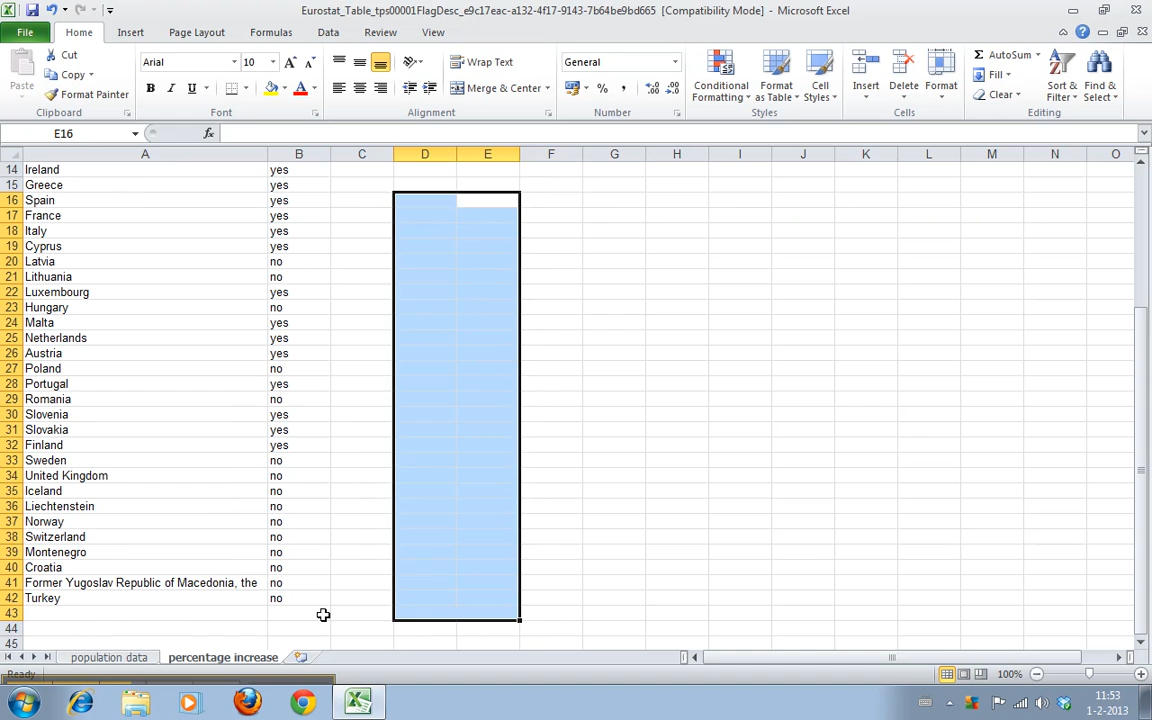 Eurostat_Table_tps00001FlagDesc_e9c17eac-a132-4f17-9143-7b64be9bd665 [Compatibility Mode] - Microsoft Excel
File Home Insert Page Layout Formulas Data Review View
Paste
Cut
Copy
Format Painter
Clipboard
Arial 10
B I U
Font
Wrap Text
Merge & Center
Alignment
General
% ,
Number
Conditional Formatting
Format as Table
Cell Styles
Styles
Insert
Delete
Format
Cells
AutoSum
Fill
Clear
Sort & Filter
Find & Select
Editing
E16 fx
A B C D E F G H I J K L M N O
14 Ireland yes
15 Greece yes
16 Spain yes
17 France yes
18 Italy yes
19 Cyprus yes
20 Latvia no
21 Lithuania no
22 Luxembourg yes
23 Hungary no
24 Malta yes
25 Netherlands yes
26 Austria yes
27 Poland no
28 Portugal yes
29 Romania no
30 Slovenia yes
31 Slovakia yes
32 Finland yes
33 Sweden no
34 United Kingdom no
35 Iceland no
36 Liechtenstein no
37 Norway no
38 Switzerland no
39 Montenegro no
40 Croatia no
41 Former Yugoslav Republic of Macedonia, the no
42 Turkey no
43
44
45
population data percentage increase
Ready 100%
11:53
1-2-2013